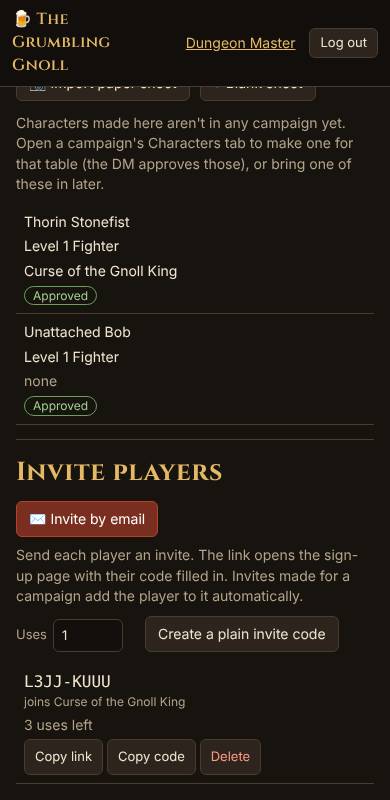 🍺 The
Grumbling
Gnoll
Dungeon Master
Log out
Characters made here aren't in any campaign yet.
Open a campaign's Characters tab to make one for
that table (the DM approves those), or bring one of
these in later.
Thorin Stonefist
Level 1 Fighter
Curse of the Gnoll King
Approved
Unattached Bob
Level 1 Fighter
none
Approved
Invite players
✉️ Invite by email
Send each player an invite. The link opens the sign-
up page with their code filled in. Invites made for a
campaign add the player to it automatically.
Uses 1 Create a plain invite code
L3JJ-KUUU
joins Curse of the Gnoll King
3 uses left
Copy link Copy code Delete